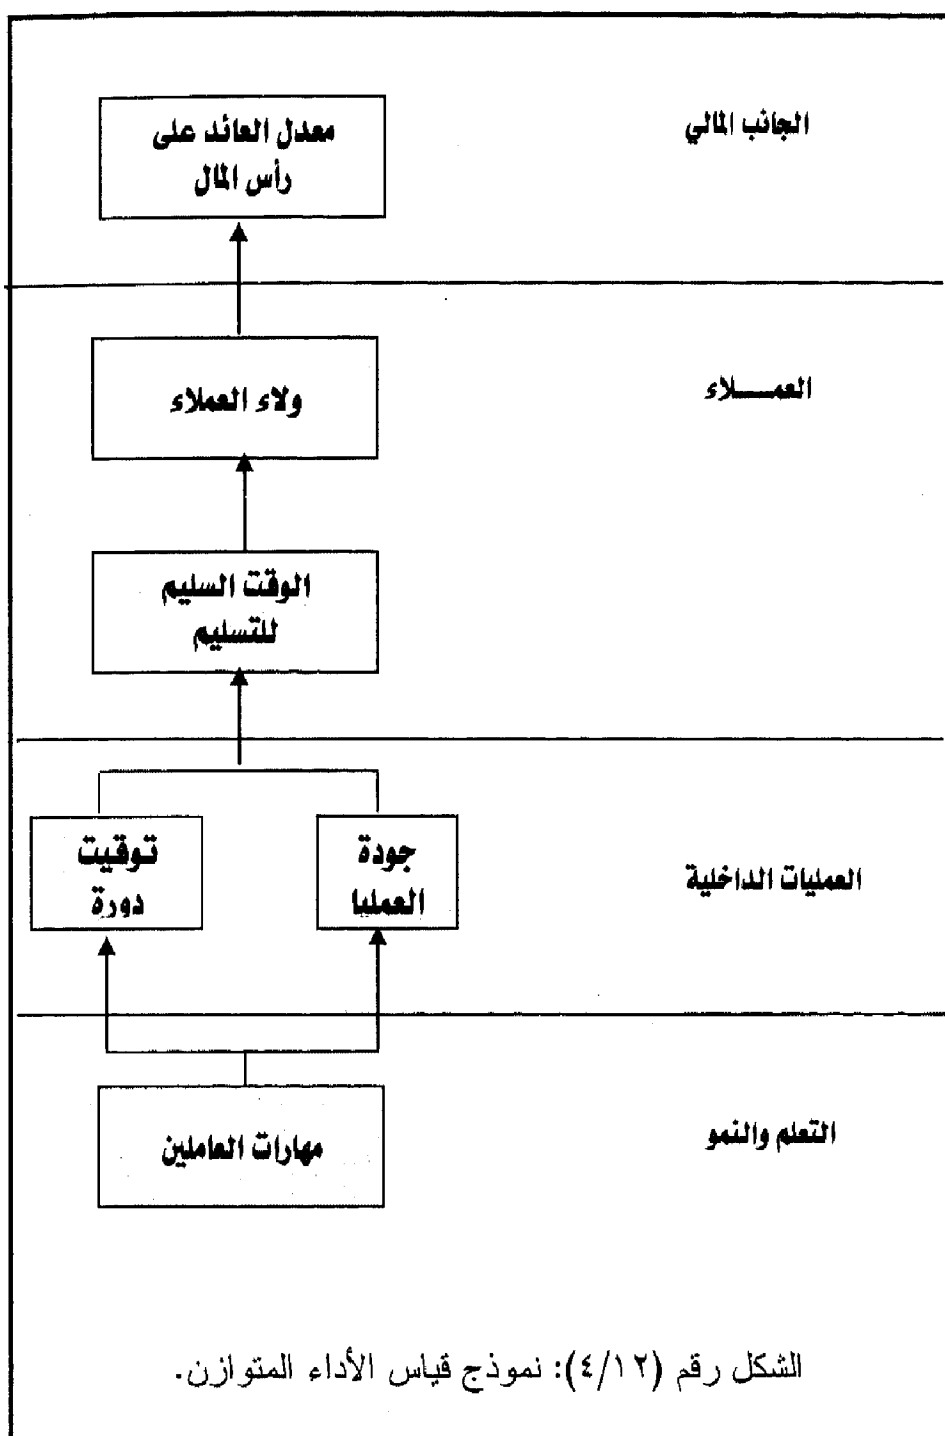 الجانب المالي
معدل العائد على
رأس المال
العمـــلاء
ولاء العملاء
الوقت السليم
للتسليم
العمليات الداخلية
جودة
العمليا
توقيت
دورة
التعلم والنمو
مهارات العاملين
الشكل رقم (٤/١٢): نموذج قياس الأداء المتوازن.